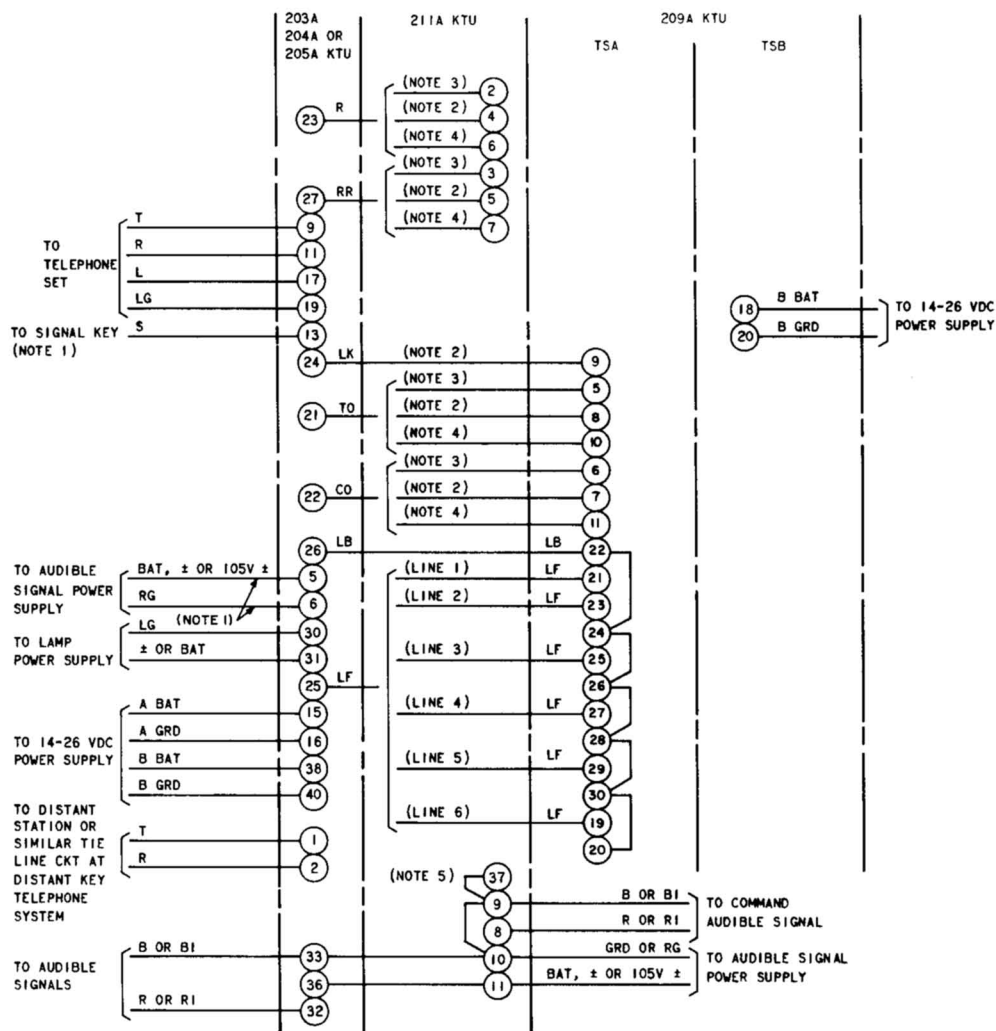 203A
204A OR
205A KTU
211A KTU
209A KTU
TSA
TSB
(NOTE 3) 2
23 R (NOTE 2) 4
(NOTE 4) 6
(NOTE 3) 3
27 RR (NOTE 2) 5
(NOTE 4) 7
TO
TELEPHONE
SET
T 9
R 11
L 17
LG 19
TO SIGNAL KEY
(NOTE 1)
S 13
18 B BAT
20 B GRD
TO 14-26 VDC
POWER SUPPLY
24 LK (NOTE 2) 9
(NOTE 3) 5
21 TO (NOTE 2) 8
(NOTE 4) 10
(NOTE 3) 6
22 CO (NOTE 2) 7
(NOTE 4) 11
26 LB LB 22
TO AUDIBLE
SIGNAL POWER
SUPPLY
BAT, ± OR 105V ± 5
RG 6
(NOTE 1)
(LINE 1) LF 21
(LINE 2) LF 23
24
TO LAMP
POWER SUPPLY
LG 30
± OR BAT 31
(LINE 3) LF 25
25 LF
26
(LINE 4) LF 27
28
(LINE 5) LF 29
30
(LINE 6) LF 19
20
TO 14-26 VDC
POWER SUPPLY
A BAT 15
A GRD 16
B BAT 38
B GRD 40
TO DISTANT
STATION OR
SIMILAR TIE
LINE CKT AT
DISTANT KEY
TELEPHONE
SYSTEM
T 1
R 2
(NOTE 5) 37
9 B OR B1
8 R OR R1
TO COMMAND
AUDIBLE SIGNAL
TO AUDIBLE
SIGNALS
B OR B1 33 10 GRD OR RG
36 11 BAT, ± OR 105V ±
R OR R1 32
TO AUDIBLE SIGNAL
POWER SUPPLY